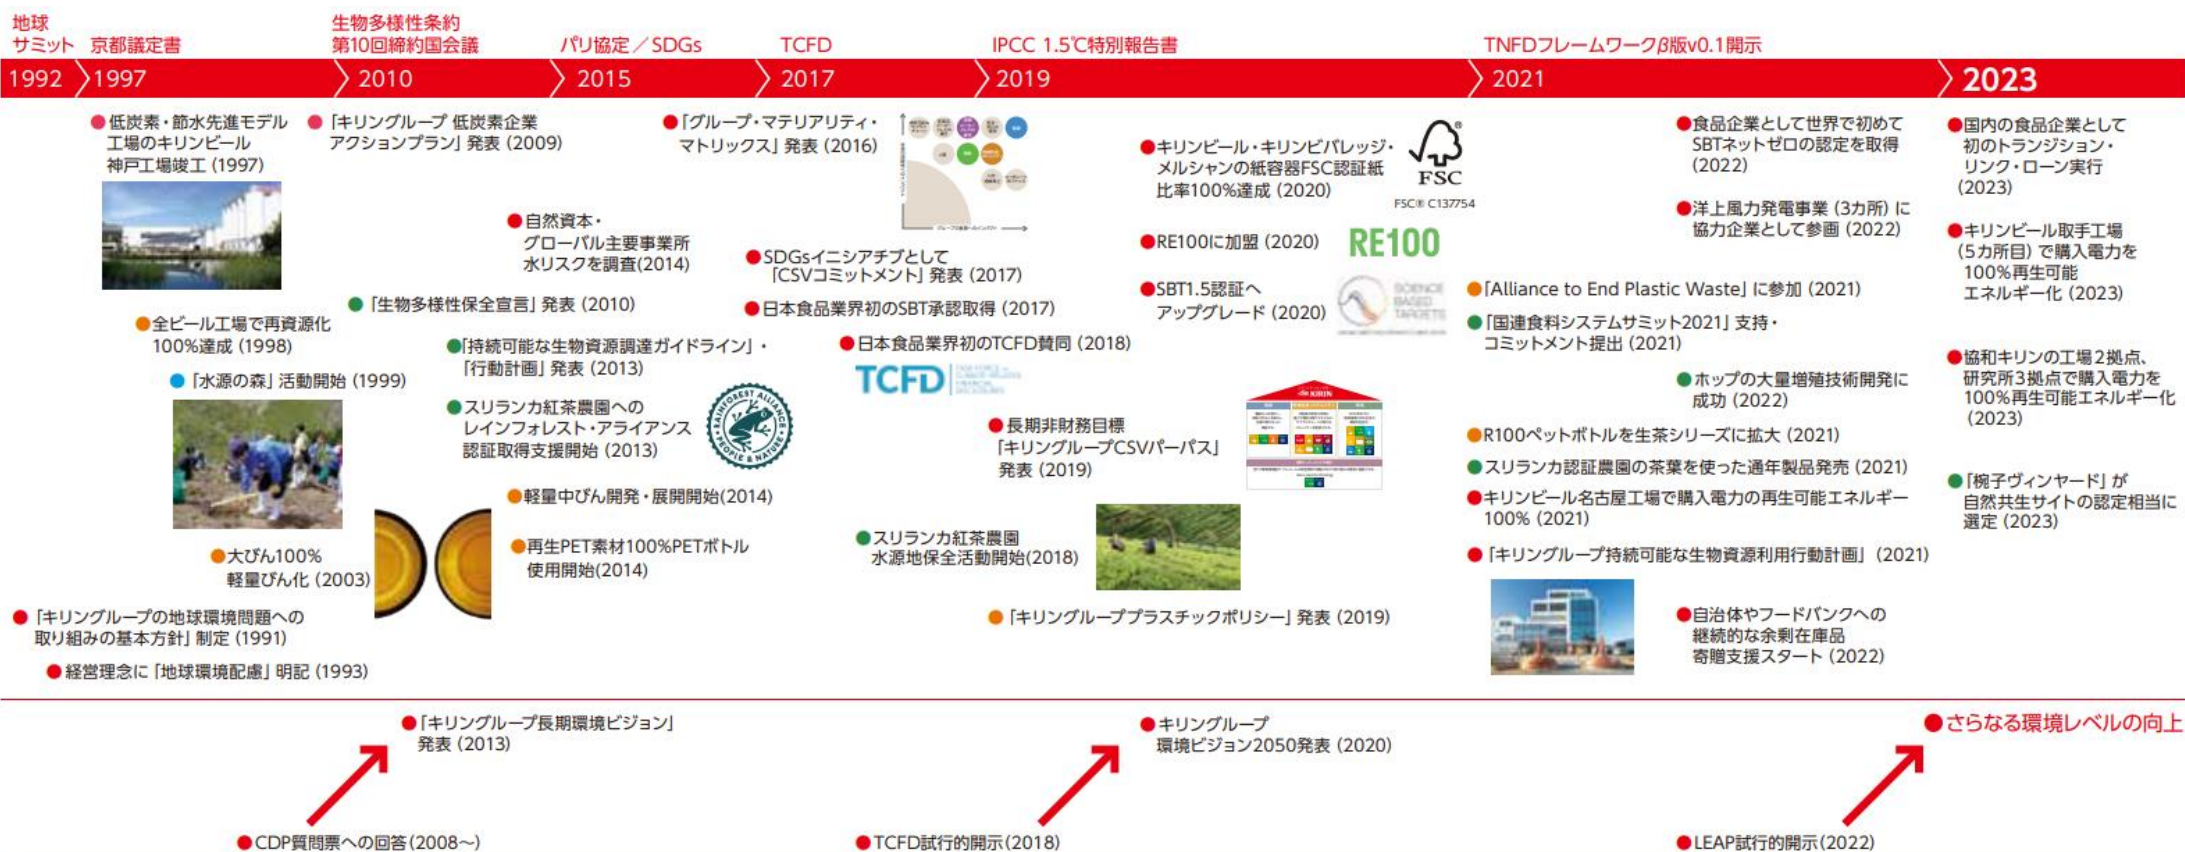 地球
サミット
京都議定書
生物多様性条約
第10回締約国会議
パリ協定／SDGs
TCFD
IPCC 1.5℃特別報告書
TNFDフレームワークβ版v0.1開示
1992
1997
2010
2015
2017
2019
2021
2023
●低炭素・節水先進モデル
工場のキリンビール
神戸工場竣工（1997）
●全ビール工場で再資源化
100%達成（1998）
●「水源の森」活動開始（1999）
●大びん100%
軽量びん化（2003）
●「キリングループの地球環境問題への
取り組みの基本方針」制定（1991）
●経営理念に「地球環境配慮」明記（1993）
●「キリングループ 低炭素企業
アクションプラン」発表（2009）
●自然資本・
グローバル主要事業所
水リスクを調査(2014)
●「生物多様性保全宣言」発表（2010）
●「持続可能な生物資源調達ガイドライン」・
「行動計画」発表（2013）
●スリランカ紅茶農園への
レインフォレスト・アライアンス
認証取得支援開始（2013）
RAINFOREST ALLIANCE
PEOPLE & NATURE
●軽量中びん開発・展開開始(2014)
●再生PET素材100%PETボトル
使用開始(2014)
●「グループ・マテリアリティ・
マトリックス」発表（2016）
●SDGsイニシアチブとして
「CSVコミットメント」発表（2017）
●日本食品業界初のSBT承認取得（2017）
●日本食品業界初のTCFD賛同（2018）
TCFD
●長期非財務目標
「キリングループCSVパーパス」
発表（2019）
KIRIN
●スリランカ紅茶農園
水源地保全活動開始(2018)
●「キリングループプラスチックポリシー」発表（2019）
●キリンビール・キリンビバレッジ・
メルシャンの紙容器FSC認証紙
比率100%達成（2020）
FSC
FSC® C137754
●RE100に加盟（2020）
RE100
●SBT1.5認証へ
アップグレード（2020）
SCIENCE
BASED
TARGETS
●食品企業として世界で初めて
SBTネットゼロの認定を取得
（2022）
●洋上風力発電事業（3カ所）に
協力企業として参画（2022）
●「Alliance to End Plastic Waste」に参加（2021）
●「国連食料システムサミット2021」支持・
コミットメント提出（2021）
●ホップの大量増殖技術開発に
成功（2022）
●R100ペットボトルを生茶シリーズに拡大（2021）
●スリランカ認証農園の茶葉を使った通年製品発売（2021）
●キリンビール名古屋工場で購入電力の再生可能エネルギー
100%（2021）
●「キリングループ持続可能な生物資源利用行動計画」（2021）
●自治体やフードバンクへの
継続的な余剰在庫品
寄贈支援スタート（2022）
●国内の食品企業として
初のトランジション・
リンク・ローン実行
（2023）
●キリンビール取手工場
（5カ所目）で購入電力を
100%再生可能
エネルギー化（2023）
●協和キリンの工場2拠点、
研究所3拠点で購入電力を
100%再生可能エネルギー化
（2023）
●「椀子ヴィンヤード」が
自然共生サイトの認定相当に
選定（2023）
●「キリングループ長期環境ビジョン」
発表（2013）
●CDP質問票への回答(2008～)
●キリングループ
環境ビジョン2050発表（2020）
●TCFD試行的開示(2018)
●さらなる環境レベルの向上
●LEAP試行的開示(2022)